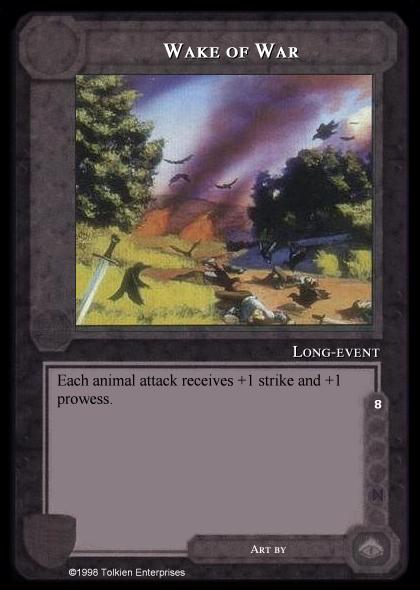 WAKE OF WAR
LONG-EVENT
Each animal attack receives +1 strike and +1
prowess.
8
N
ART BY
©1998 Tolkien Enterprises